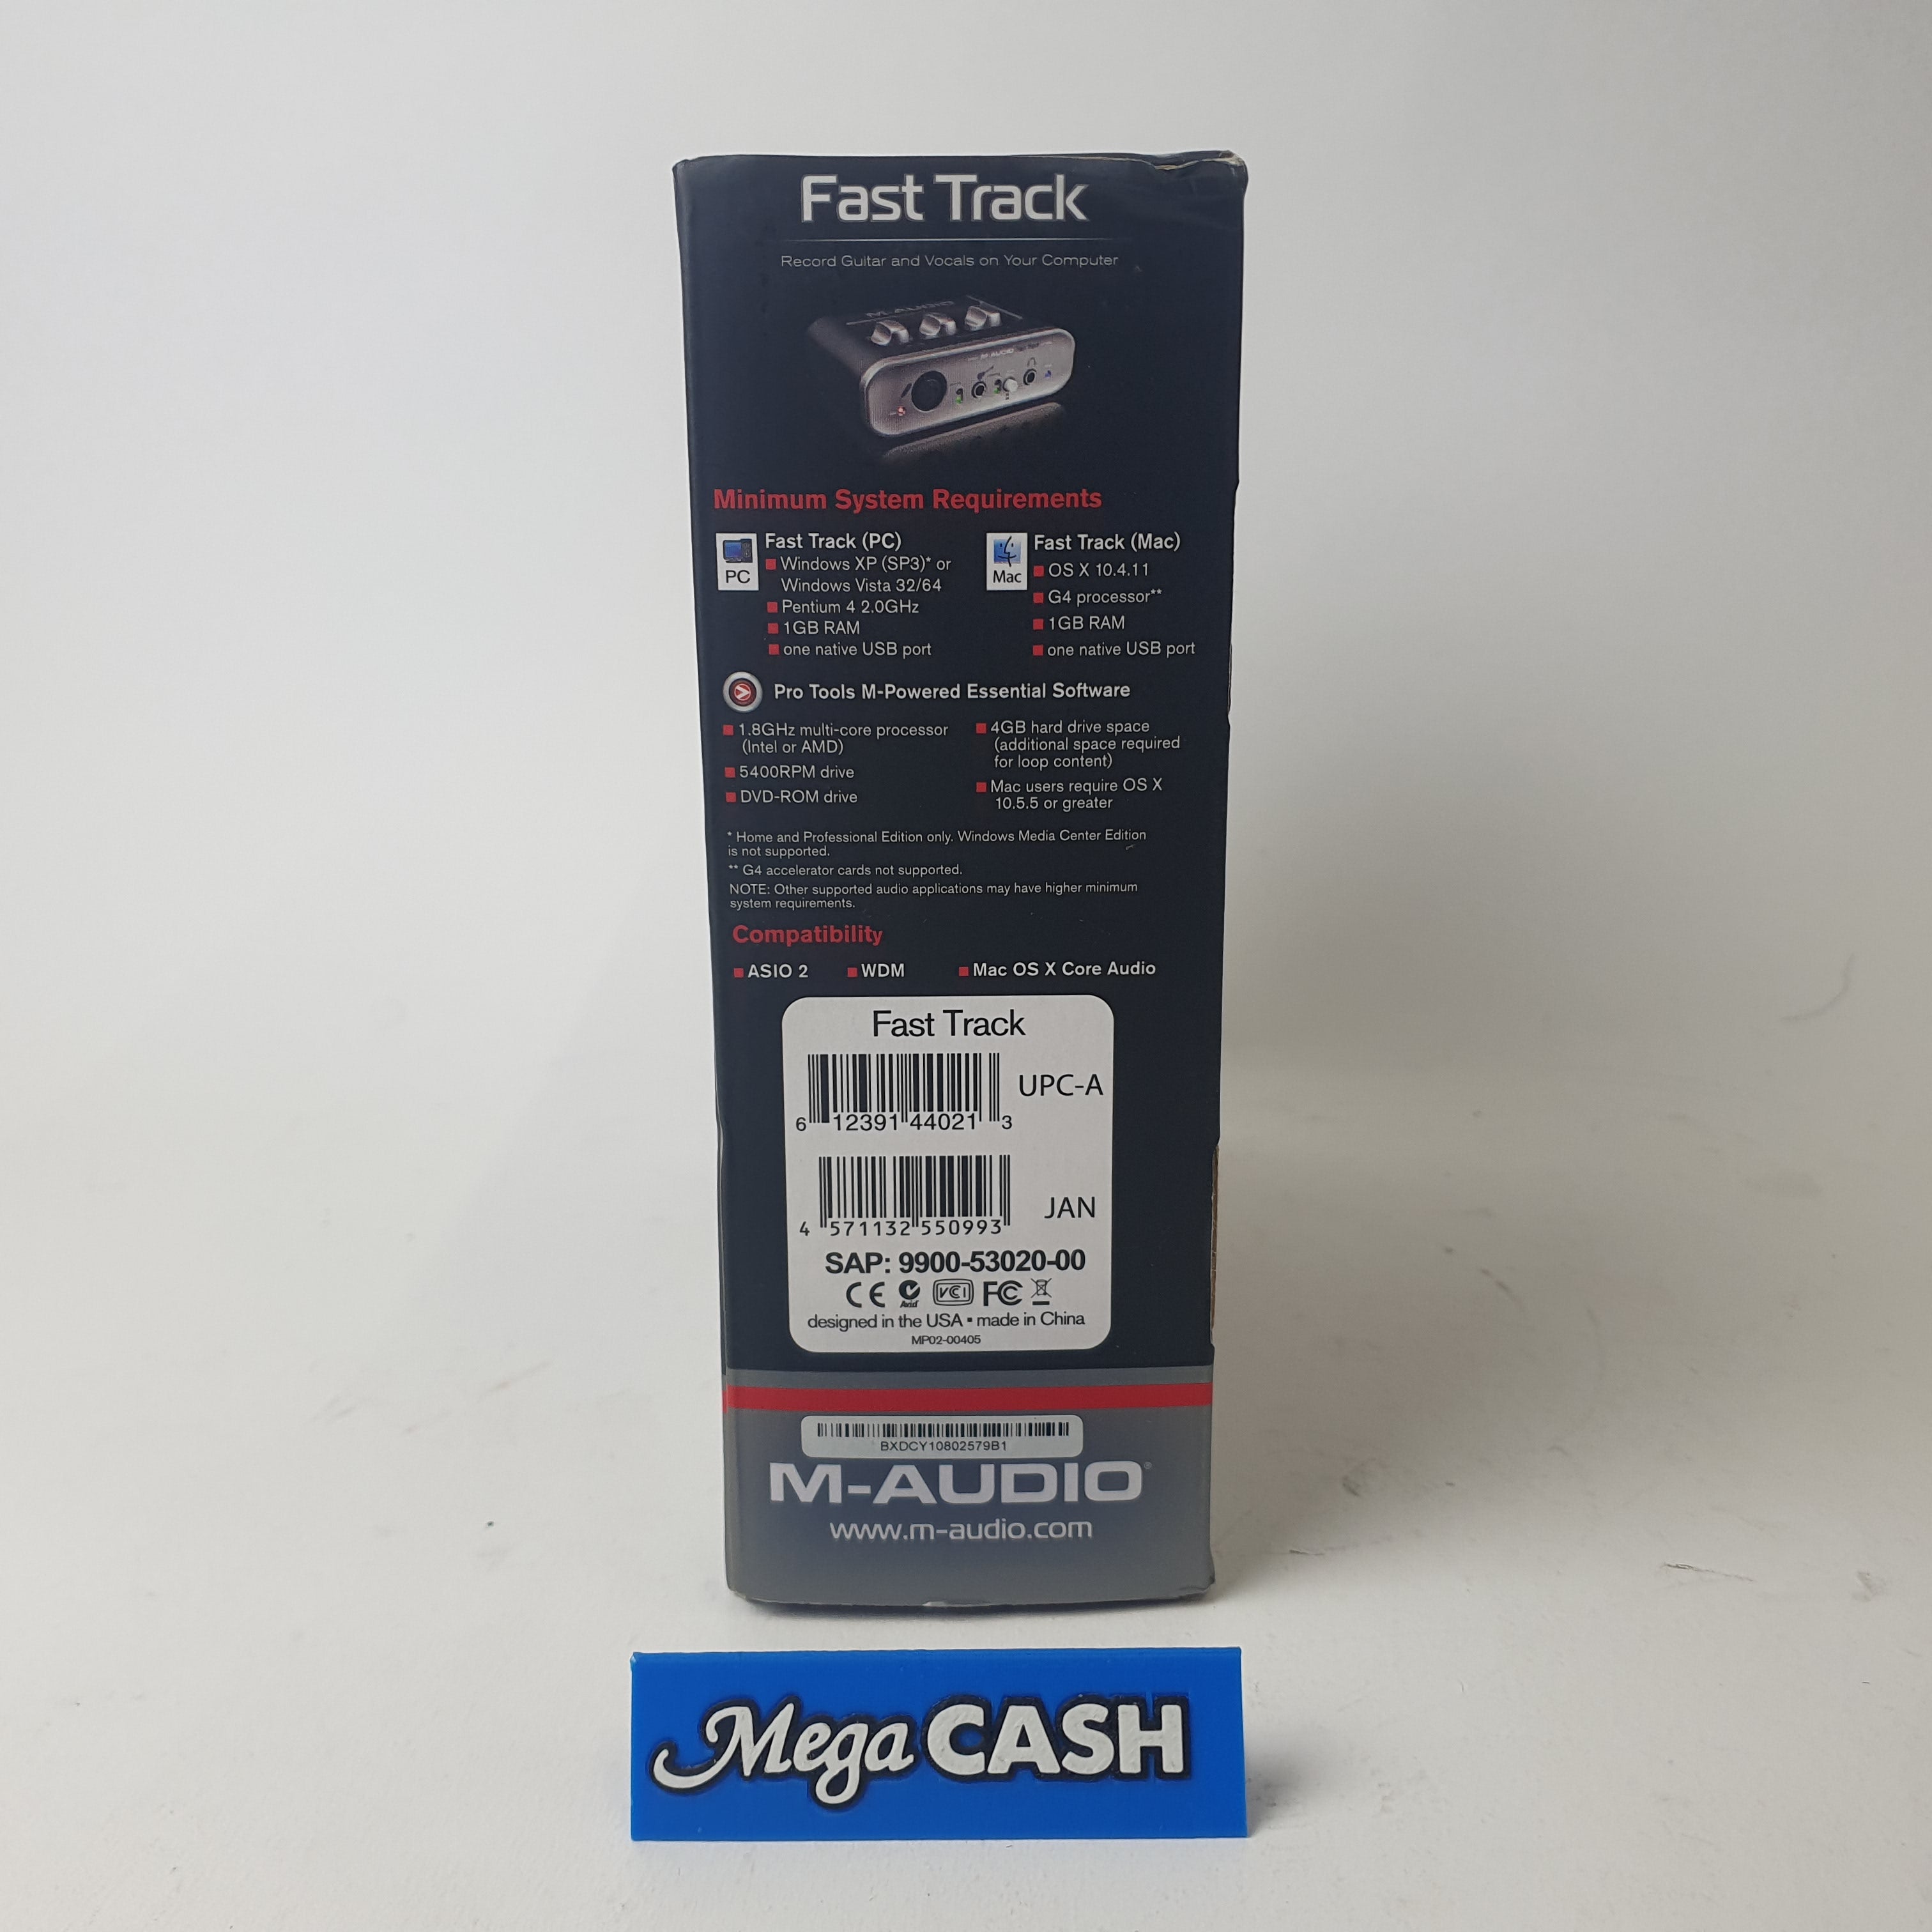 Fast Track
Record Guitar and Vocals on Your Computer
M-AUDIO
M-AUDIO
Minimum System Requirements
PC
Fast Track (PC)
Windows XP (SP3)* or
Windows Vista 32/64
Pentium 4 2.0GHz
1GB RAM
one native USB port
Mac
Fast Track (Mac)
OS X 10.4.11
G4 processor**
1GB RAM
one native USB port
Pro Tools M-Powered Essential Software
1.8GHz multi-core processor
(Intel or AMD)
5400RPM drive
DVD-ROM drive
4GB hard drive space
(additional space required
for loop content)
Mac users require OS X
10.5.5 or greater
* Home and Professional Edition only. Windows Media Center Edition
is not supported.
** G4 accelerator cards not supported.
NOTE: Other supported audio applications may have higher minimum
system requirements.
Compatibility
ASIO 2 WDM Mac OS X Core Audio
Fast Track
UPC-A
6 12391 44021 3
JAN
4 571132 550993
SAP: 9900-53020-00
CE Avid VCI FC
designed in the USA ▪ made in China
MP02-00405
BXDCY10802579B1
M-AUDIO®
www.m-audio.com
Mega CASH